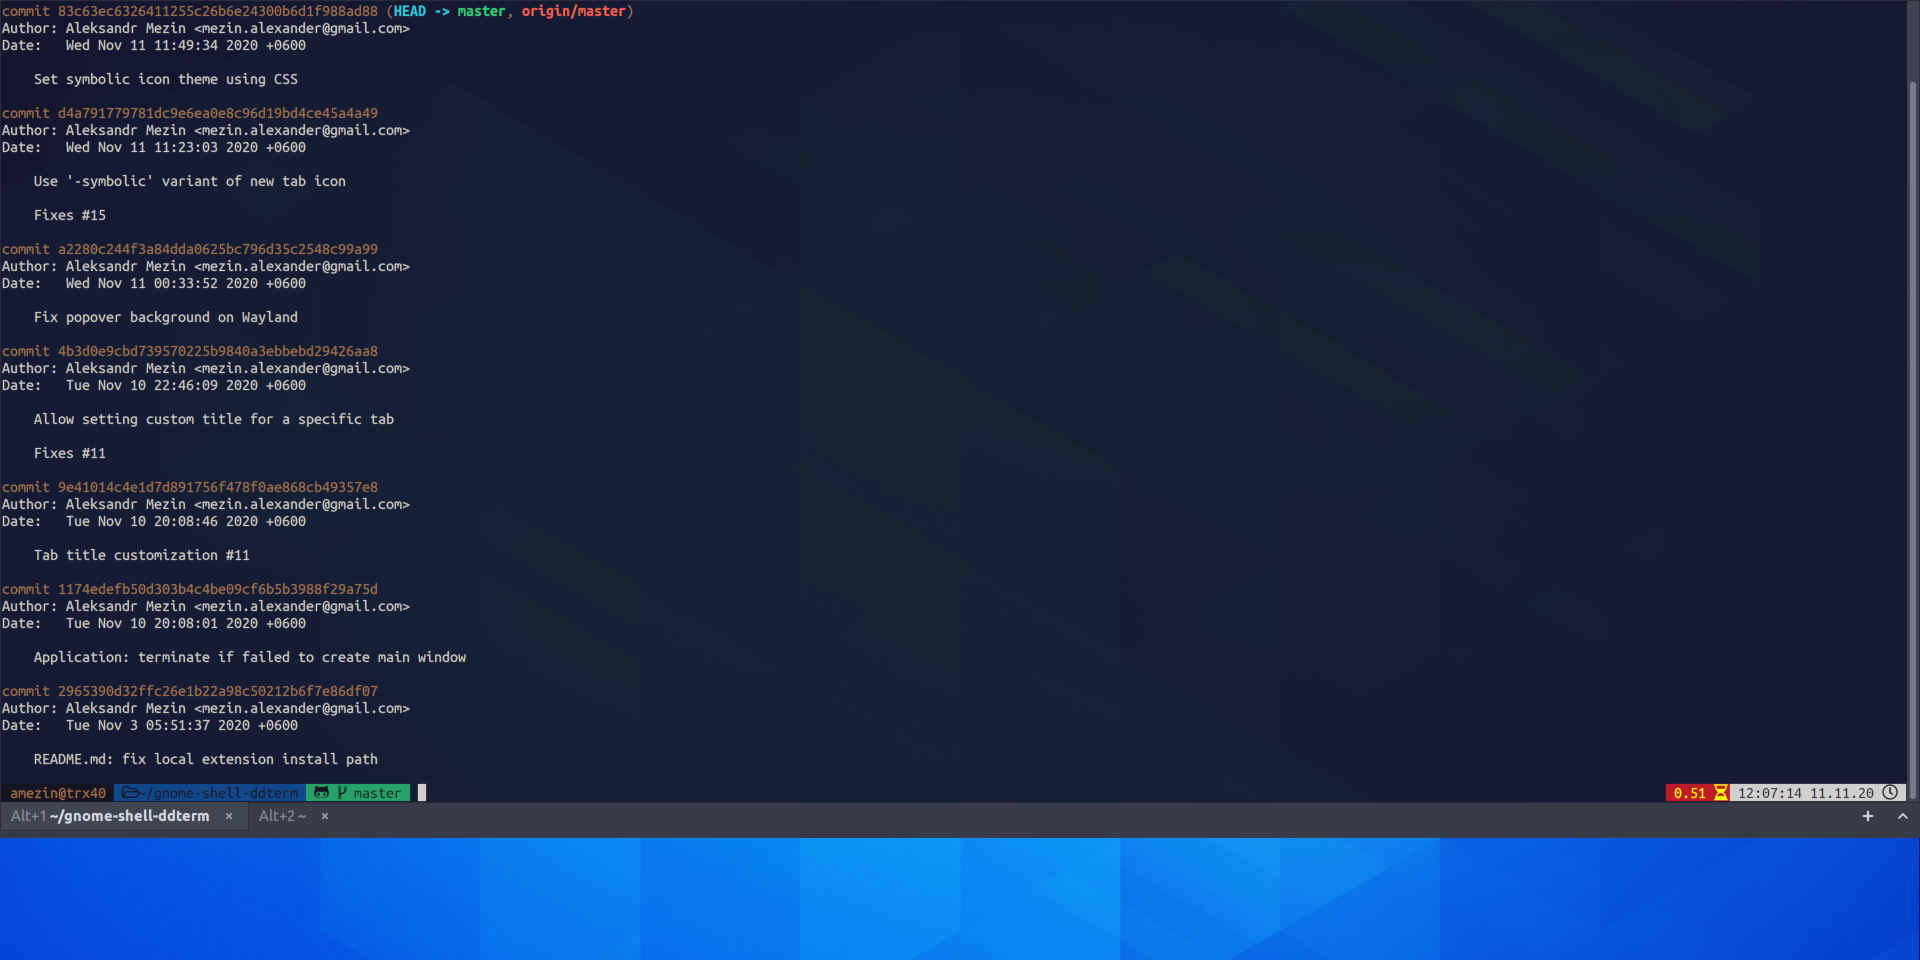 commit 83c63ec6326411255c26b6e24300b6d1f988ad88 (HEAD -> master, origin/master)
Author: Aleksandr Mezin <mezin.alexander@gmail.com>
Date:   Wed Nov 11 11:49:34 2020 +0600
Set symbolic icon theme using CSS
commit d4a791779781dc9e6ea0e8c96d19bd4ce45a4a49
Author: Aleksandr Mezin <mezin.alexander@gmail.com>
Date:   Wed Nov 11 11:23:03 2020 +0600
Use '-symbolic' variant of new tab icon
Fixes #15
commit a2280c244f3a84dda0625bc796d35c2548c99a99
Author: Aleksandr Mezin <mezin.alexander@gmail.com>
Date:   Wed Nov 11 00:33:52 2020 +0600
Fix popover background on Wayland
commit 4b3d0e9cbd739570225b9840a3ebbebd29426aa8
Author: Aleksandr Mezin <mezin.alexander@gmail.com>
Date:   Tue Nov 10 22:46:09 2020 +0600
Allow setting custom title for a specific tab
Fixes #11
commit 9e41014c4e1d7d891756f478f0ae868cb49357e8
Author: Aleksandr Mezin <mezin.alexander@gmail.com>
Date:   Tue Nov 10 20:08:46 2020 +0600
Tab title customization #11
commit 1174edefb50d303b4c4be09cf6b5b3988f29a75d
Author: Aleksandr Mezin <mezin.alexander@gmail.com>
Date:   Tue Nov 10 20:08:01 2020 +0600
Application: terminate if failed to create main window
commit 2965390d32ffc26e1b22a98c50212b6f7e86df07
Author: Aleksandr Mezin <mezin.alexander@gmail.com>
Date:   Tue Nov 3 05:51:37 2020 +0600
README.md: fix local extension install path
amezin@trx40 ~/gnome-shell-ddterm master 0.51 12:07:14 11.11.20
Alt+1 ~/gnome-shell-ddterm × Alt+2 ~ × +